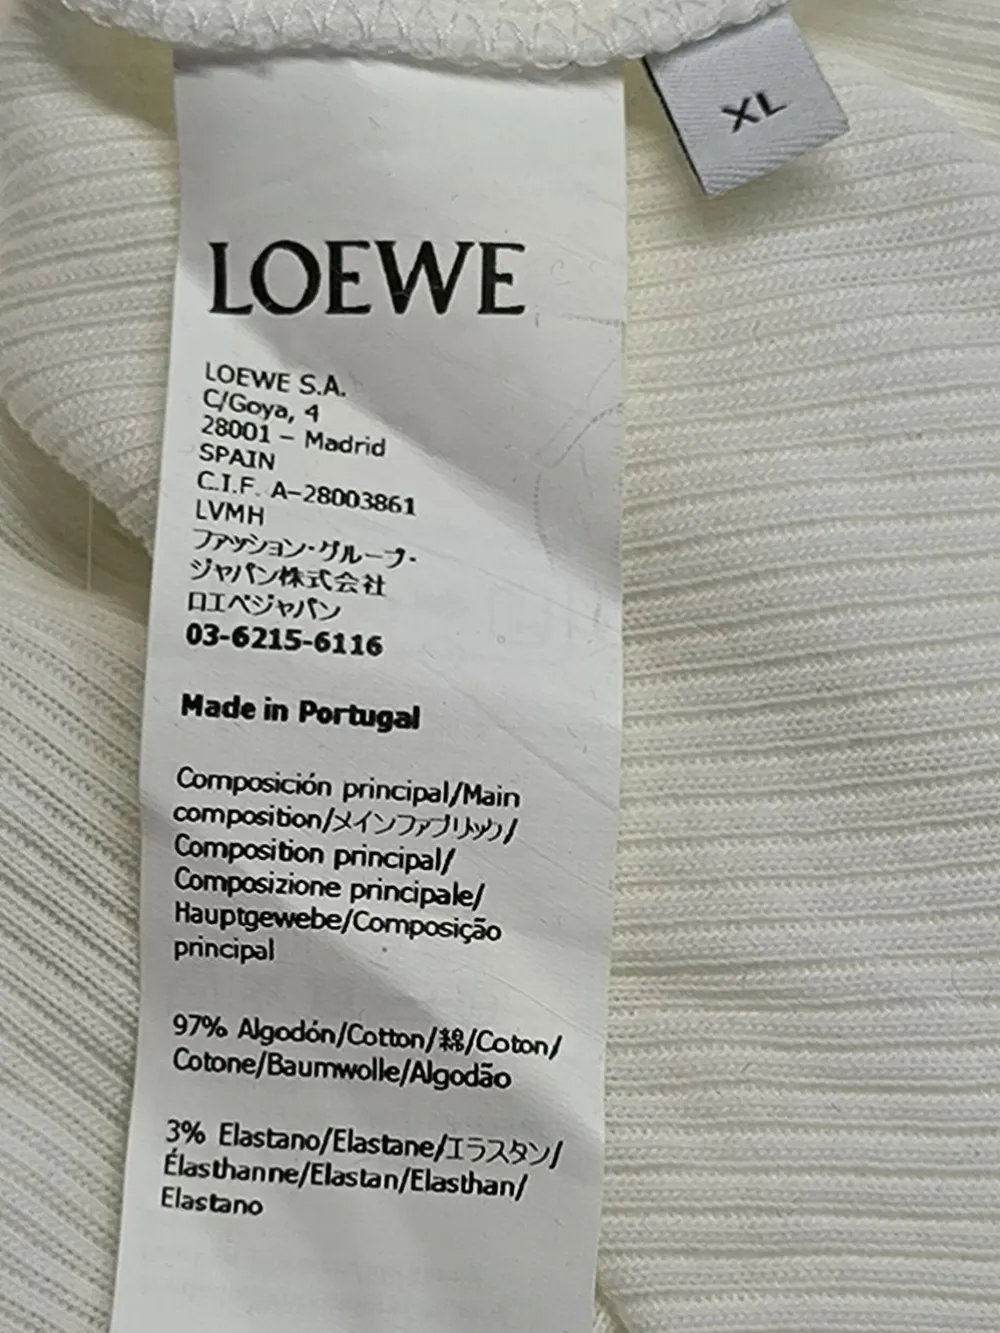 XL
LOEWE
LOEWE S.A.
C/Goya, 4
28001 – Madrid
SPAIN
C.I.F. A-28003861
LVMH
ファッション・グループ・
ジャパン株式会社
ロエベジャパン
03-6215-6116
Made in Portugal
Composición principal/Main
composition/メインファブリック/
Composition principal/
Composizione principale/
Hauptgewebe/Composição
principal
97% Algodón/Cotton/綿/Coton/
Cotone/Baumwolle/Algodão
3% Elastano/Elastane/エラスタン/
Élasthanne/Elastan/Elasthan/
Elastano